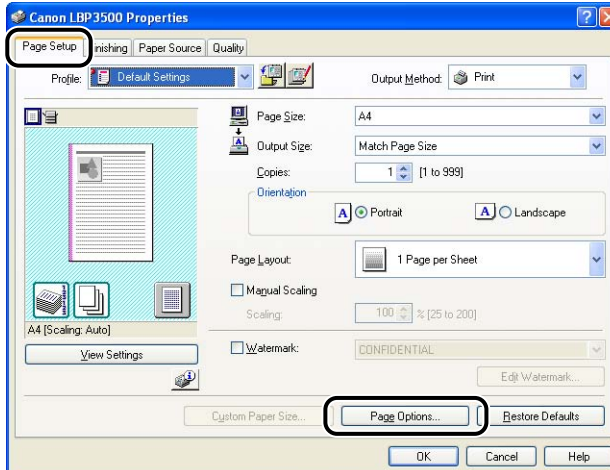 Canon LBP3500 Properties
Page Setup Finishing Paper Source Quality
Profile: Default Settings Output Method: Print
Page Size: A4
Output Size: Match Page Size
Copies: 1 [1 to 999]
Orientation
A Portrait A Landscape
Page Layout: 1 Page per Sheet
Manual Scaling
Scaling: 100 % [25 to 200]
A4 [Scaling: Auto]
View Settings
Watermark: CONFIDENTIAL
Edit Watermark...
Custom Paper Size... Page Options... Restore Defaults
OK Cancel Help